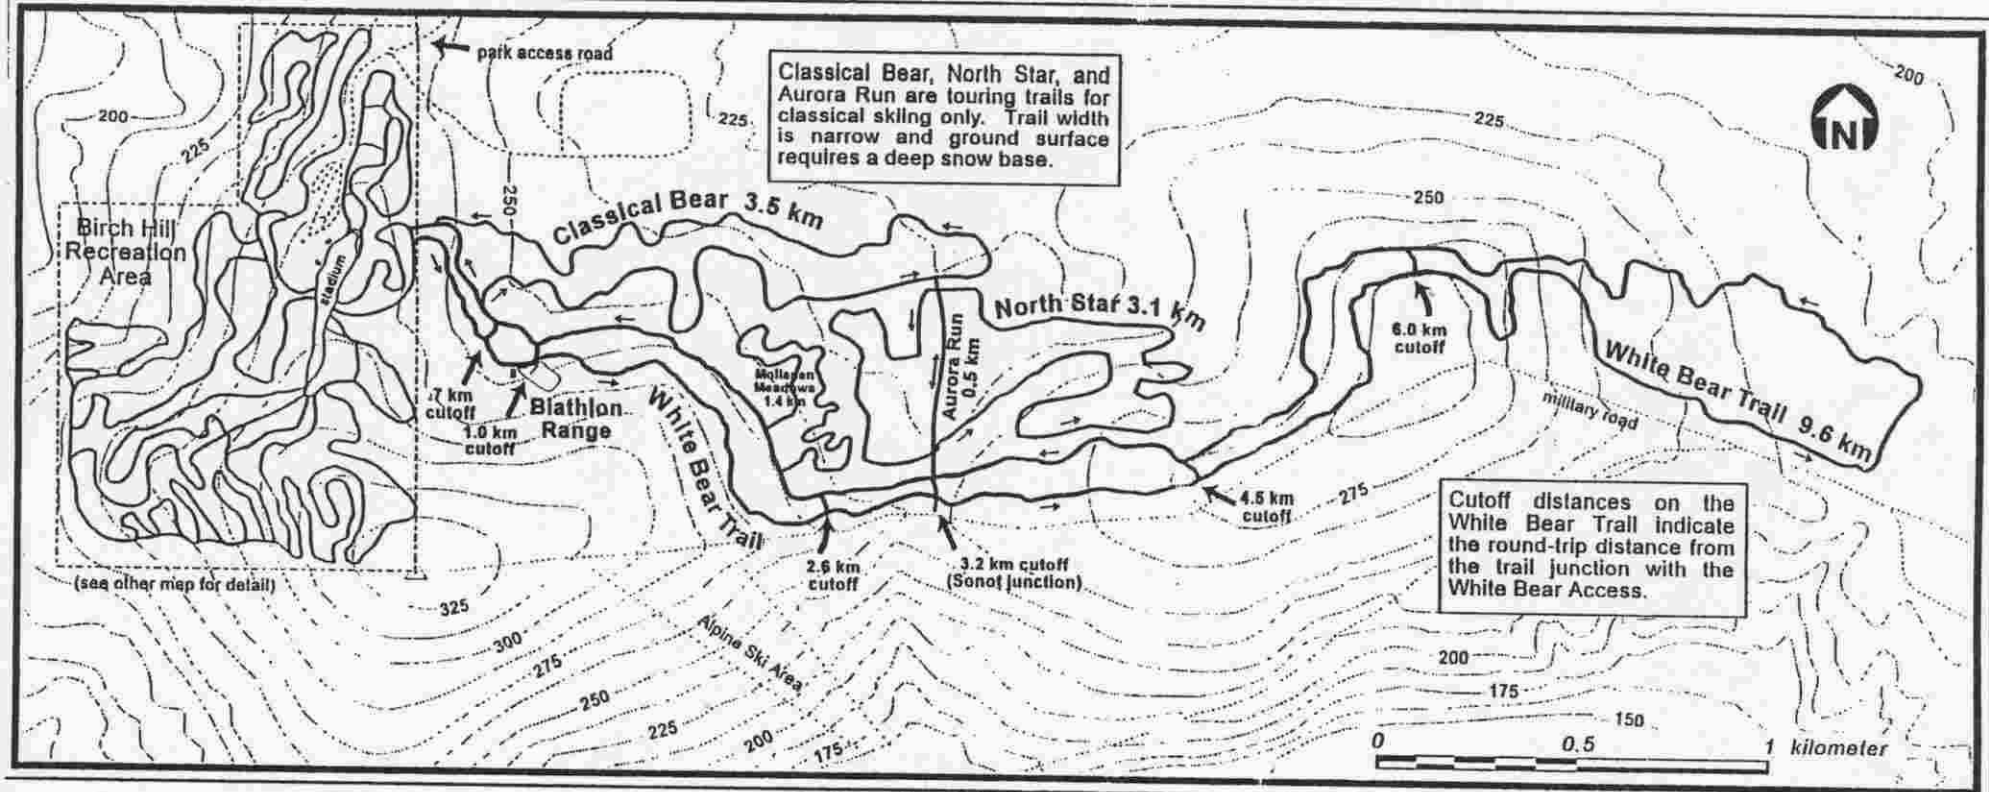 park access road
Classical Bear, North Star, and
Aurora Run are touring trails for
classical skiing only. Trail width
is narrow and ground surface
requires a deep snow base.
200
225
200
225
225
N
250
250
Classical Bear 3.5 km
Birch Hill
Recreation
Area
stadium
North Star 3.1 km
Aurora Run
0.5 km
6.0 km
cutoff
White Bear Trail 9.6 km
Meadows
1.4 km
military road
.7 km
cutoff
1.0 km
cutoff
Biathlon
Range
White Bear Trail
4.5 km
cutoff
275
Cutoff distances on the
White Bear Trail indicate
the round-trip distance from
the trail junction with the
White Bear Access.
2.6 km
cutoff
3.2 km cutoff
(Sonot junction)
(see other map for detail)
325
300
275
250
225
200
175
Alpine Ski Area
200
175
150
0 0.5 1 kilometer